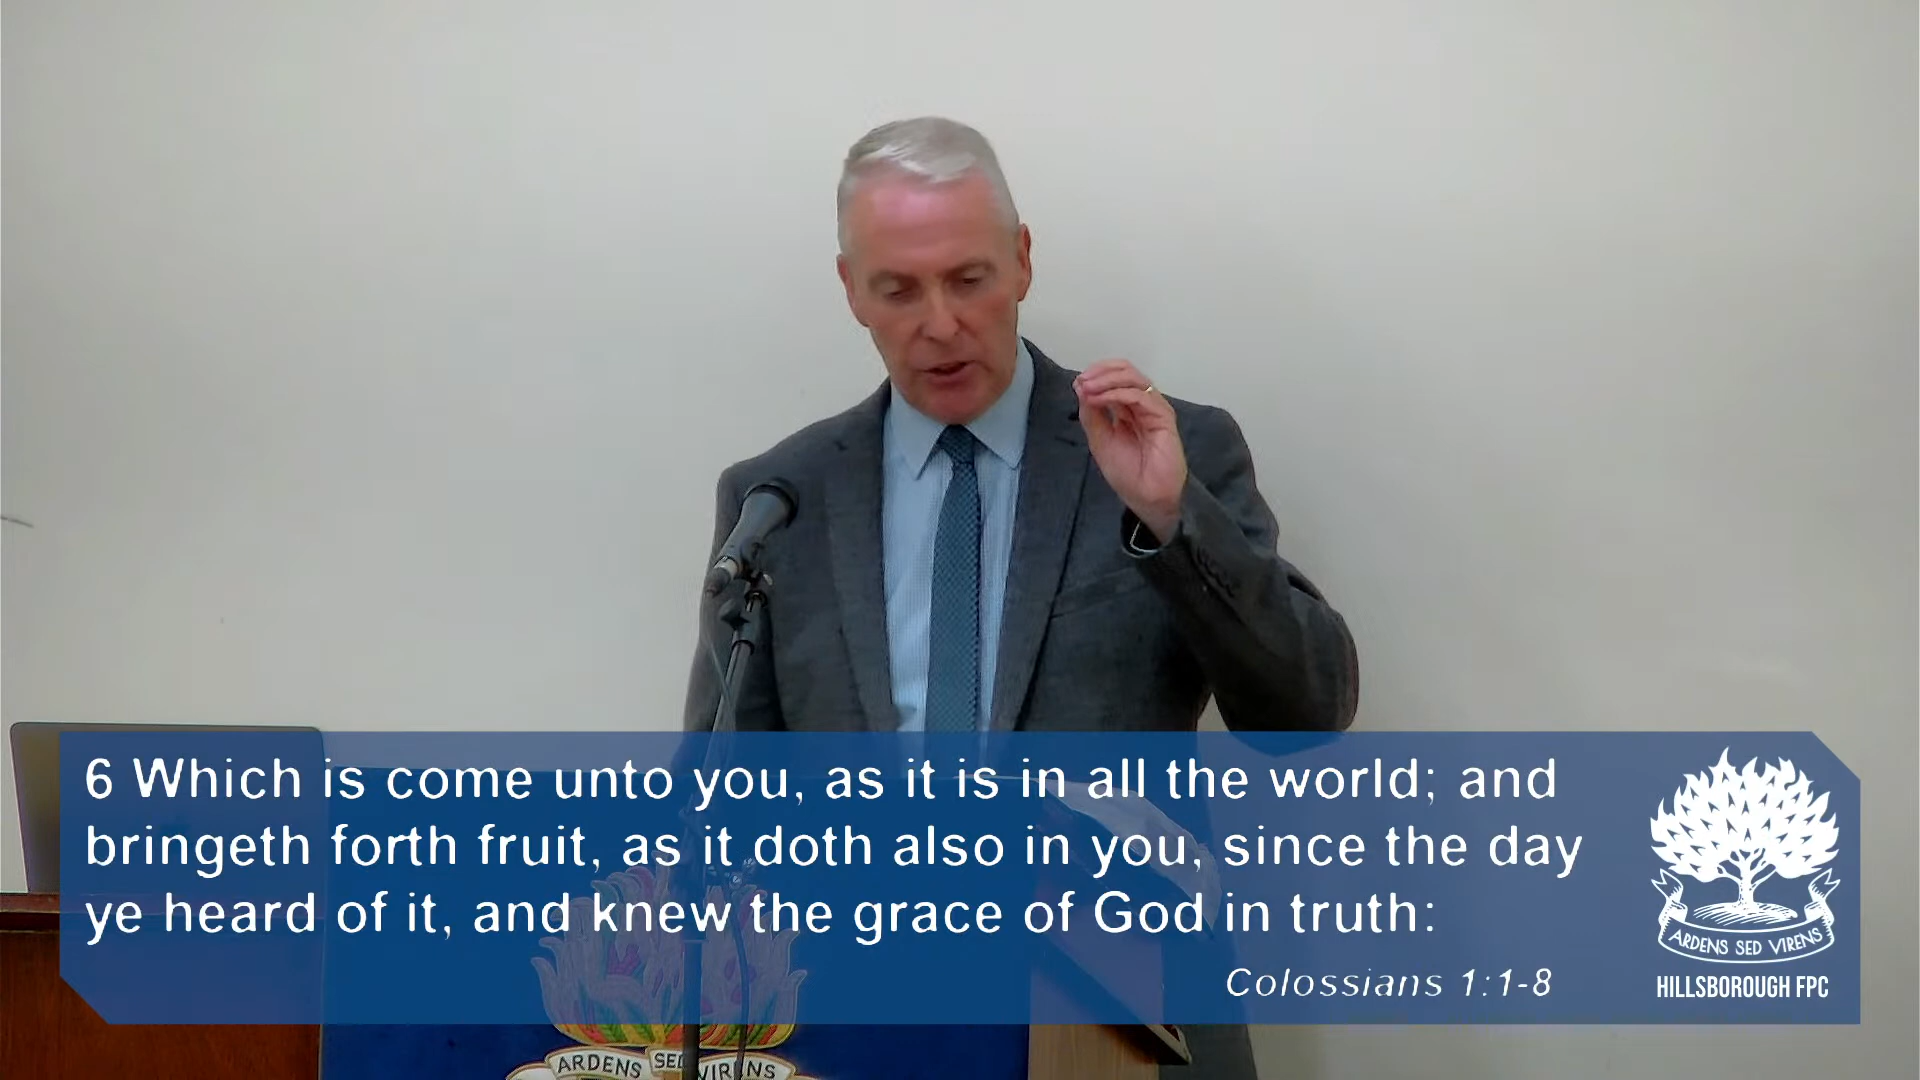 6 Which is come unto you, as it is in all the world; and
bringeth forth fruit, as it doth also in you, since the day
ye heard of it, and knew the grace of God in truth:
Colossians 1:1-8
ARDENS SED VIRENS
HILLSBOROUGH FPC
ARDENS SED VIRENS